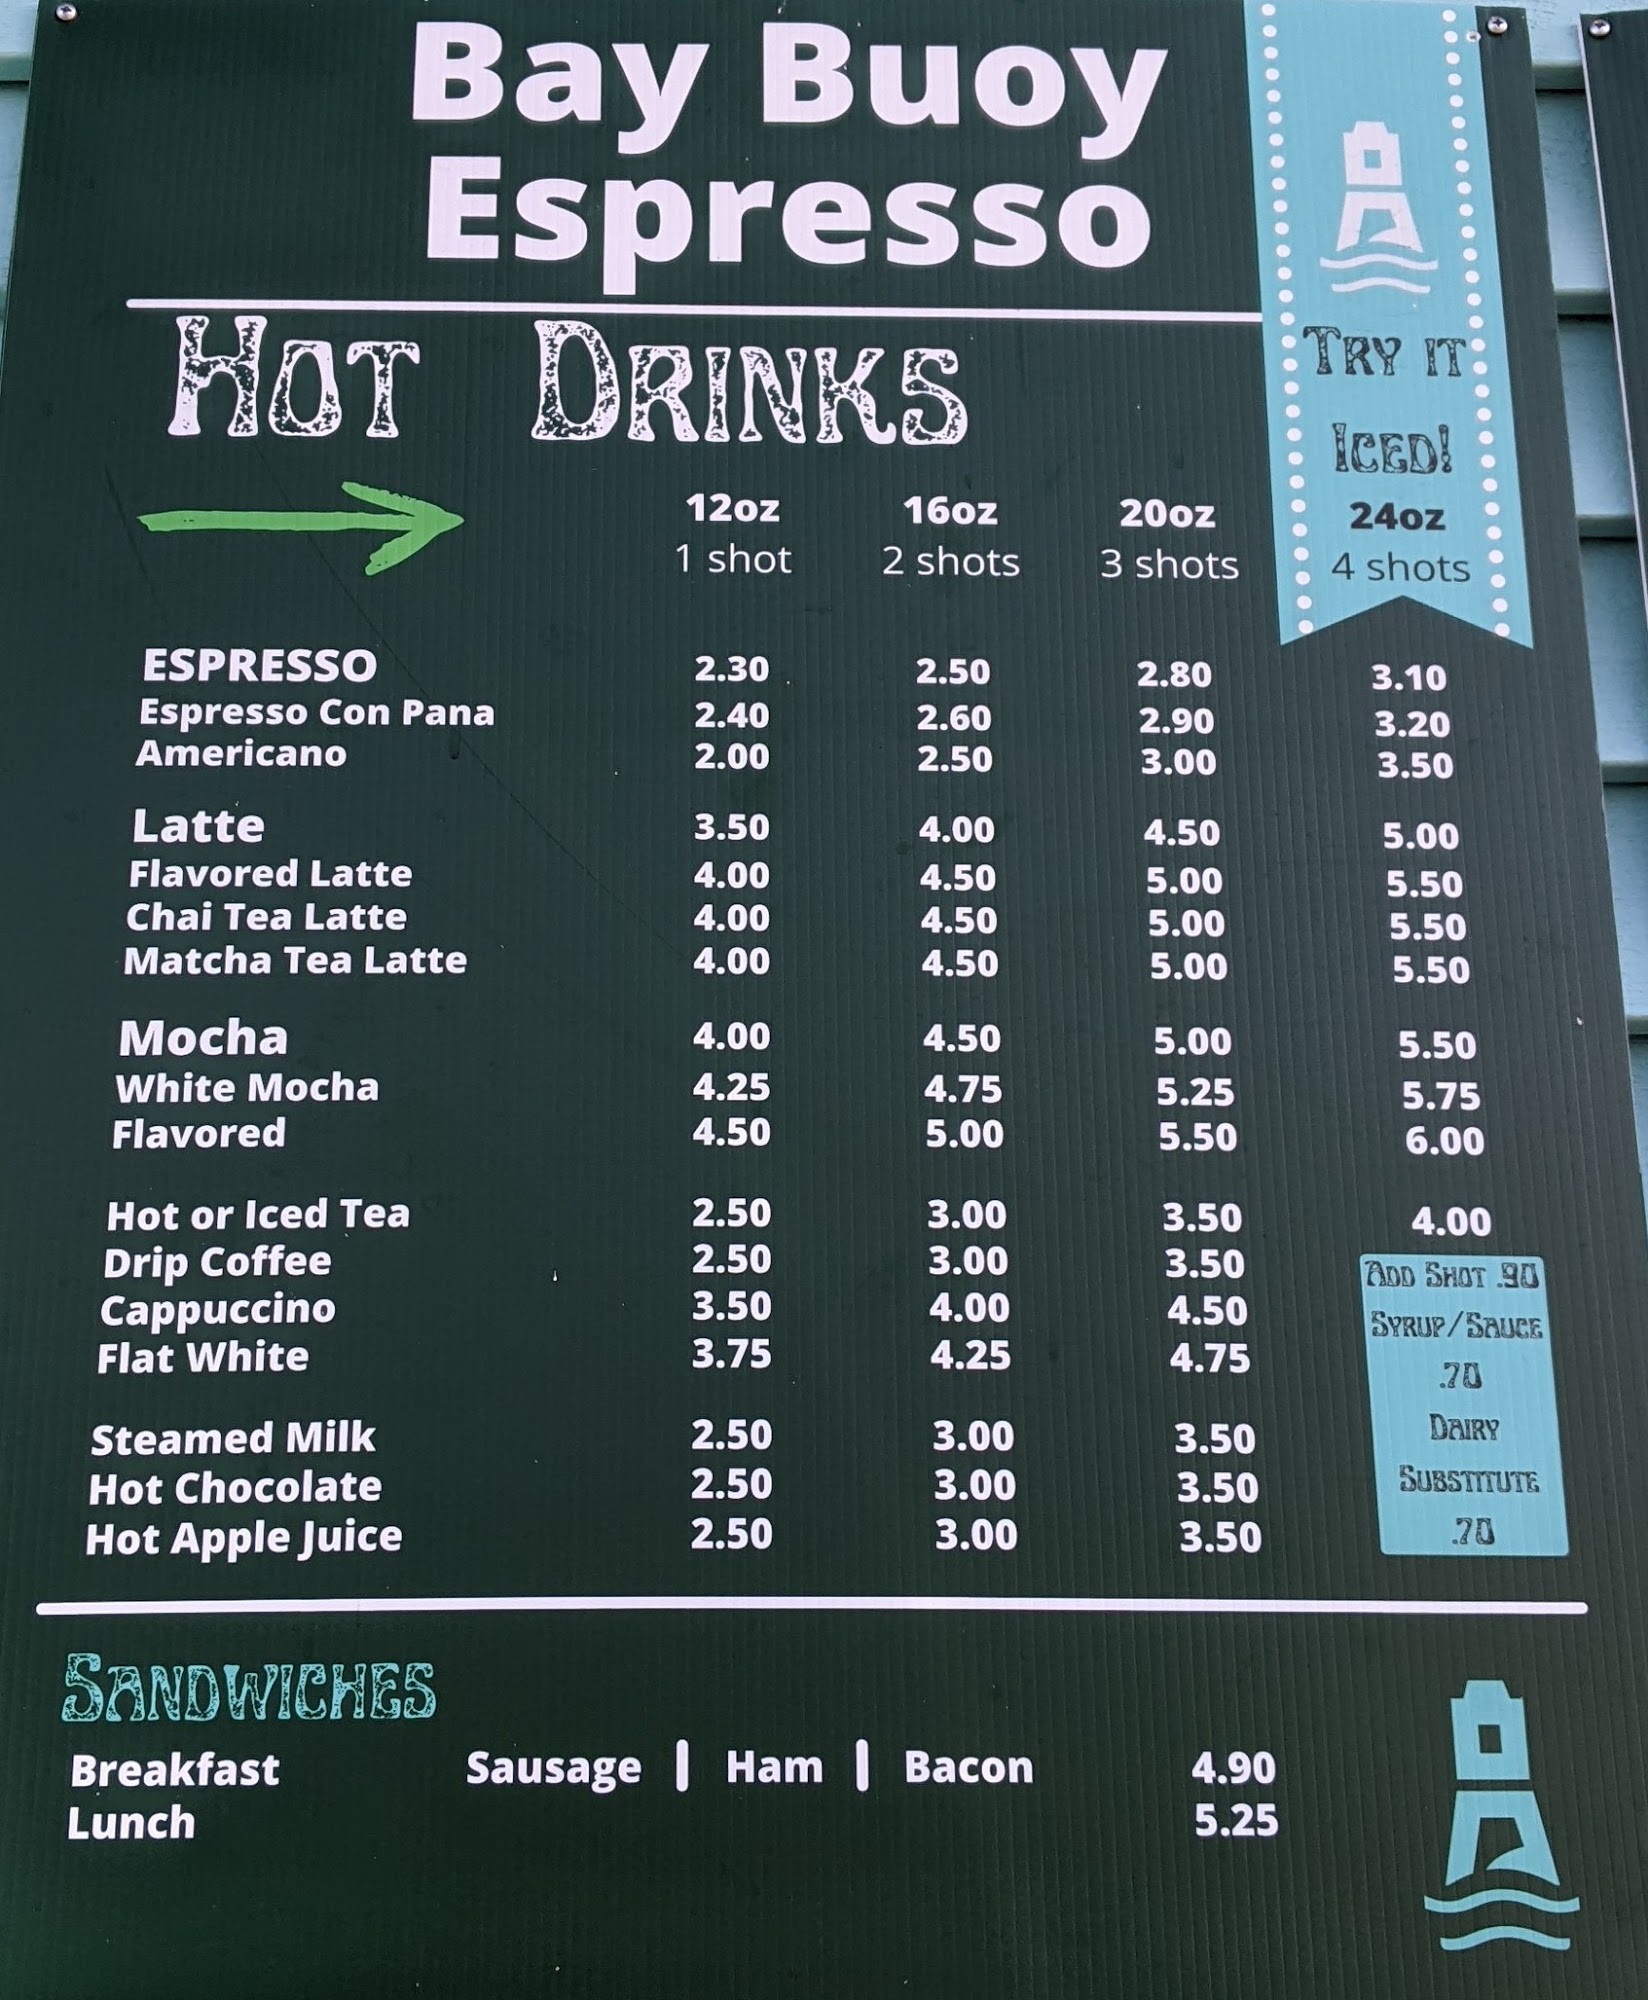 Bay Buoy
Espresso
HOT DRINKS
TRY IT
ICED!
12oz 16oz 20oz 24oz
1 shot 2 shots 3 shots 4 shots
ESPRESSO 2.30 2.50 2.80 3.10
Espresso Con Pana 2.40 2.60 2.90 3.20
Americano 2.00 2.50 3.00 3.50
Latte 3.50 4.00 4.50 5.00
Flavored Latte 4.00 4.50 5.00 5.50
Chai Tea Latte 4.00 4.50 5.00 5.50
Matcha Tea Latte 4.00 4.50 5.00 5.50
Mocha 4.00 4.50 5.00 5.50
White Mocha 4.25 4.75 5.25 5.75
Flavored 4.50 5.00 5.50 6.00
Hot or Iced Tea 2.50 3.00 3.50 4.00
Drip Coffee 2.50 3.00 3.50
Cappuccino 3.50 4.00 4.50
Flat White 3.75 4.25 4.75
Steamed Milk 2.50 3.00 3.50
Hot Chocolate 2.50 3.00 3.50
Hot Apple Juice 2.50 3.00 3.50
ADD SHOT .90
SYRUP/SAUCE
.70
DAIRY
SUBSTITUTE
.70
SANDWICHES
Breakfast Sausage | Ham | Bacon 4.90
Lunch 5.25